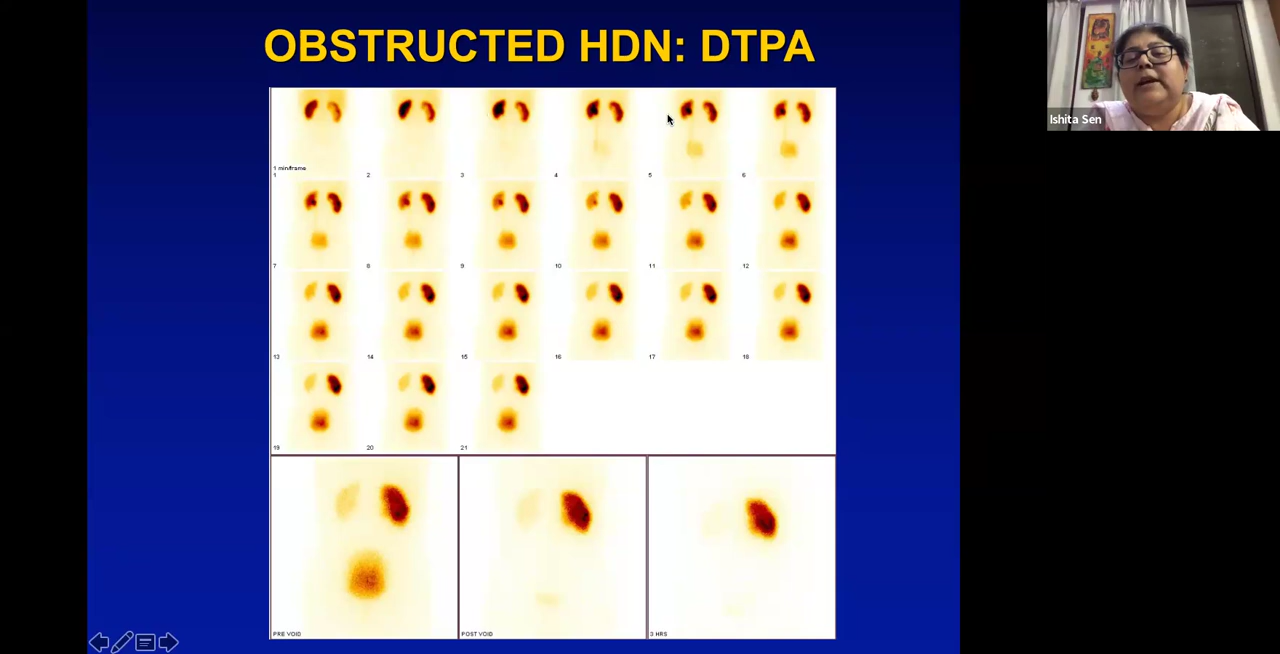 OBSTRUCTED HDN: DTPA
Ishita Sen
1 min/frame
1 2 3 4 5 6
7 8 9 10 11 12
13 14 15 16 17 18
19 20 21
PRE VOID POST VOID 3 HRS